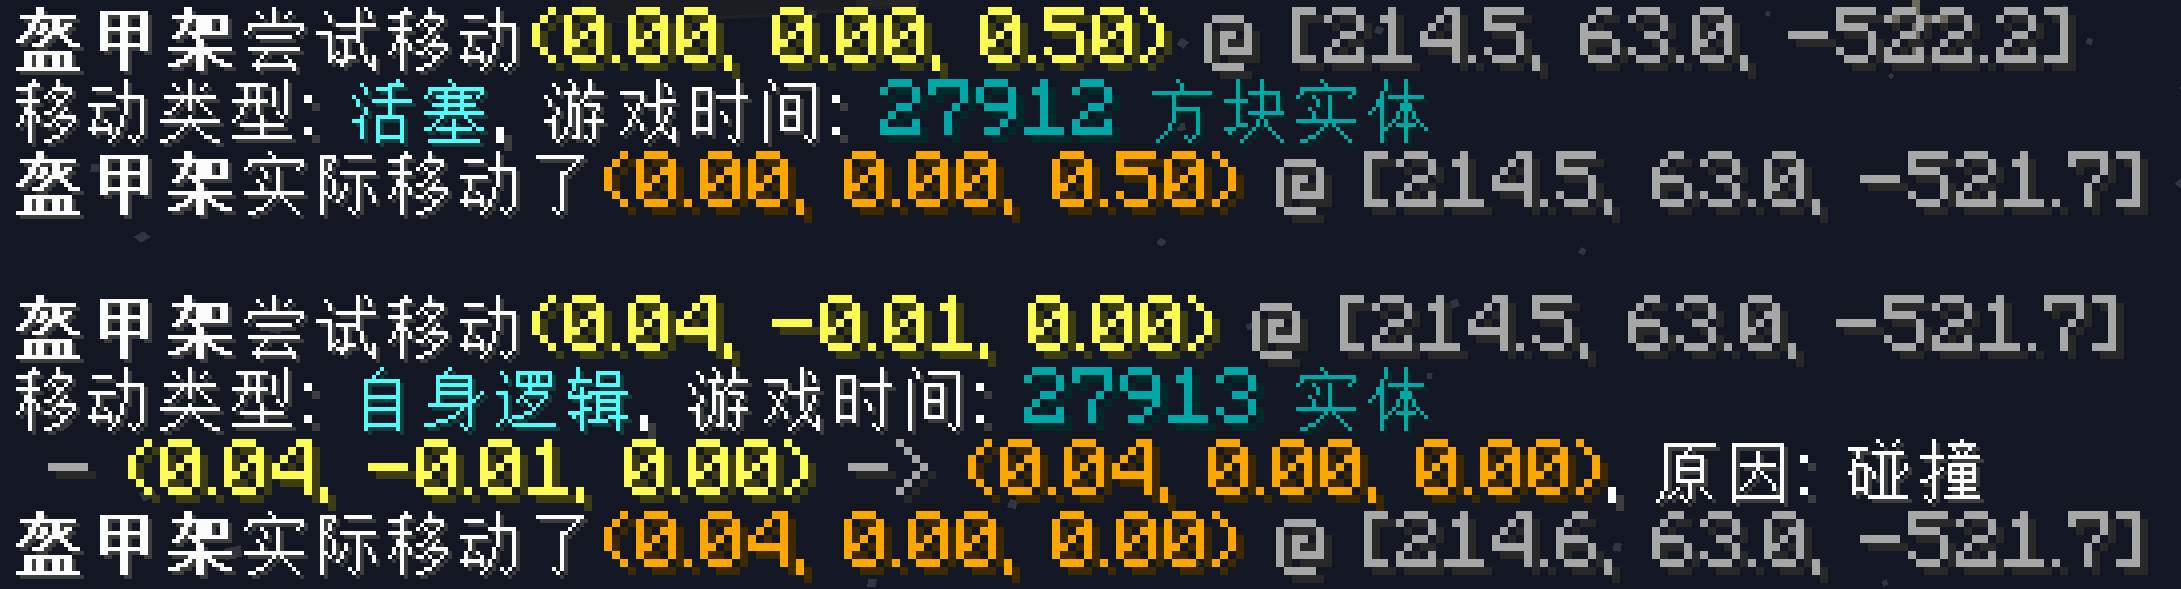 盔甲架尝试移动(0.00, 0.00, 0.50) @ [214.5, 63.0, -522.2]
移动类型: 活塞, 游戏时间: 27912 方块实体
盔甲架实际移动了(0.00, 0.00, 0.50) @ [214.5, 63.0, -521.7]
盔甲架尝试移动(0.04, -0.01, 0.00) @ [214.5, 63.0, -521.7]
移动类型: 自身逻辑, 游戏时间: 27913 实体
- (0.04, -0.01, 0.00) -> (0.04, 0.00, 0.00), 原因: 碰撞
盔甲架实际移动了(0.04, 0.00, 0.00) @ [214.6, 63.0, -521.7]